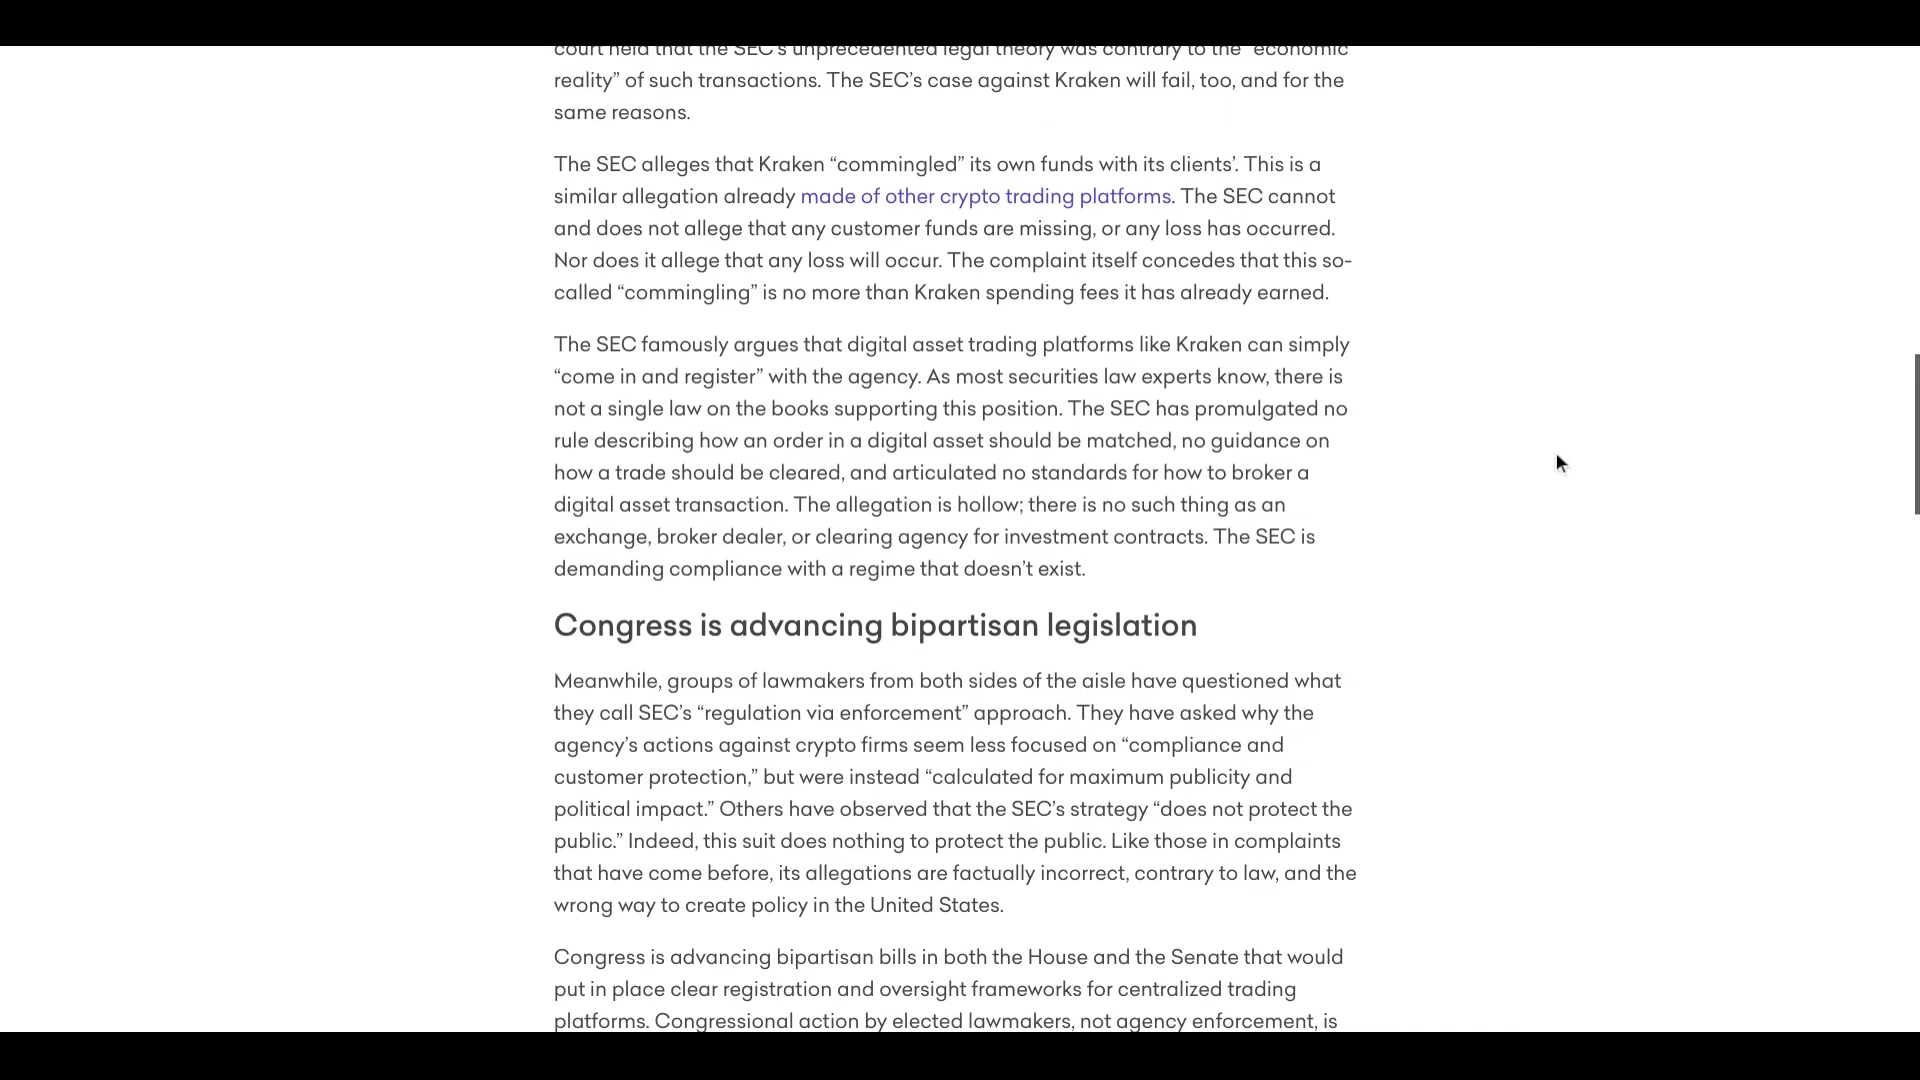 court held that the SEC’s unprecedented legal theory was contrary to the “economic
reality” of such transactions. The SEC’s case against Kraken will fail, too, and for the
same reasons.
The SEC alleges that Kraken “commingled” its own funds with its clients’. This is a
similar allegation already made of other crypto trading platforms. The SEC cannot
and does not allege that any customer funds are missing, or any loss has occurred.
Nor does it allege that any loss will occur. The complaint itself concedes that this so-
called “commingling” is no more than Kraken spending fees it has already earned.
The SEC famously argues that digital asset trading platforms like Kraken can simply
“come in and register” with the agency. As most securities law experts know, there is
not a single law on the books supporting this position. The SEC has promulgated no
rule describing how an order in a digital asset should be matched, no guidance on
how a trade should be cleared, and articulated no standards for how to broker a
digital asset transaction. The allegation is hollow; there is no such thing as an
exchange, broker dealer, or clearing agency for investment contracts. The SEC is
demanding compliance with a regime that doesn’t exist.
Congress is advancing bipartisan legislation
Meanwhile, groups of lawmakers from both sides of the aisle have questioned what
they call SEC’s “regulation via enforcement” approach. They have asked why the
agency’s actions against crypto firms seem less focused on “compliance and
customer protection,” but were instead “calculated for maximum publicity and
political impact.” Others have observed that the SEC’s strategy “does not protect the
public.” Indeed, this suit does nothing to protect the public. Like those in complaints
that have come before, its allegations are factually incorrect, contrary to law, and the
wrong way to create policy in the United States.
Congress is advancing bipartisan bills in both the House and the Senate that would
put in place clear registration and oversight frameworks for centralized trading
platforms. Congressional action by elected lawmakers, not agency enforcement, is